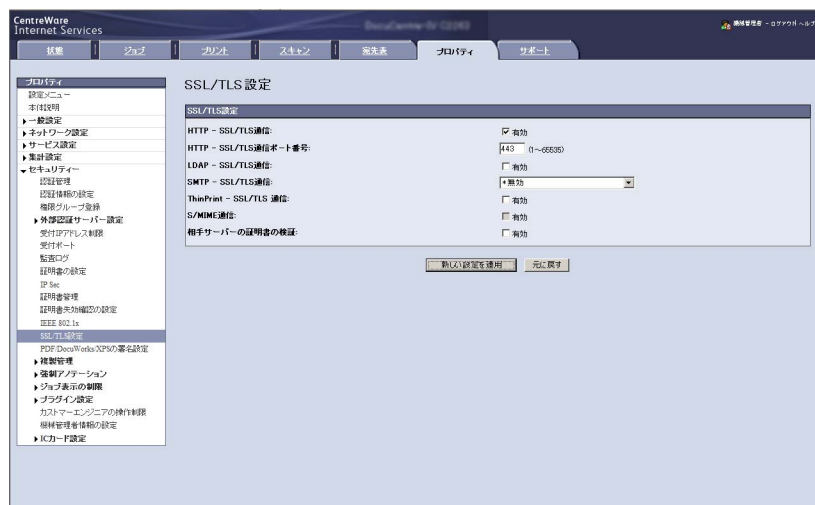 CentreWare
Internet Services
DocuCentre-IV C2263
機械管理者 - ログアウト ヘルプ
状態
ジョブ
プリント
スキャン
宛先表
プロパティ
サポート
プロパティ
設定メニュー
本体説明
一般設定
ネットワーク設定
サービス設定
集計設定
セキュリティー
認証管理
認証情報の設定
権限グループ登録
外部認証サーバー設定
受付IPアドレス制限
受付ポート
監査ログ
証明書の設定
IP Sec
証明書管理
証明書失効確認の設定
IEEE 802.1x
SSL/TLS設定
PDF/DocuWorks/XPSの署名設定
複製管理
強制アノテーション
ジョブ表示の制限
プラグイン設定
カストマーエンジニアの操作制限
機械管理者情報の設定
ICカード設定
SSL/TLS設定
SSL/TLS設定
HTTP - SSL/TLS通信: 有効
HTTP - SSL/TLS通信ポート番号: 443 (1～65535)
LDAP - SSL/TLS通信: 有効
SMTP - SSL/TLS通信: *無効
ThinPrint - SSL/TLS 通信: 有効
S/MIME通信: 有効
相手サーバーの証明書の検証: 有効
新しい設定を適用 元に戻す